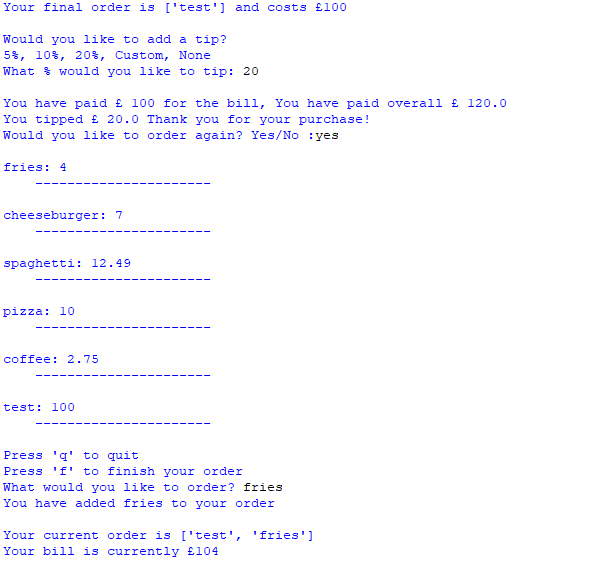 Your final order is ['test'] and costs £100
Would you like to add a tip?
5%, 10%, 20%, Custom, None
What % would you like to tip: 20
You have paid £ 100 for the bill, You have paid overall £ 120.0
You tipped £ 20.0 Thank you for your purchase!
Would you like to order again? Yes/No :yes
fries: 4
----------------------
cheeseburger: 7
----------------------
spaghetti: 12.49
----------------------
pizza: 10
----------------------
coffee: 2.75
----------------------
test: 100
----------------------
Press 'q' to quit
Press 'f' to finish your order
What would you like to order? fries
You have added fries to your order
Your current order is ['test', 'fries']
Your bill is currently £104